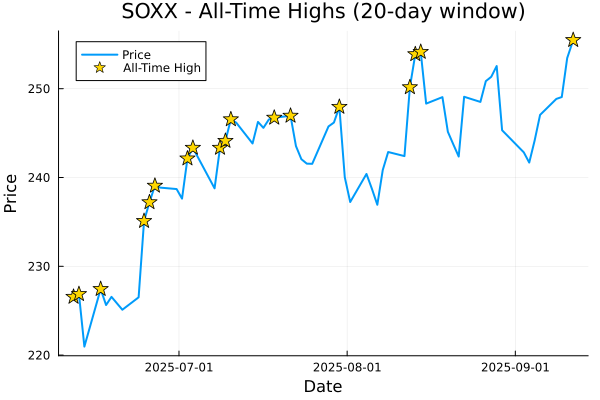 SOXX - All-Time Highs (20-day window)
Price
All-Time High
250
240
230
220
Price
2025-07-01
2025-08-01
2025-09-01
Date